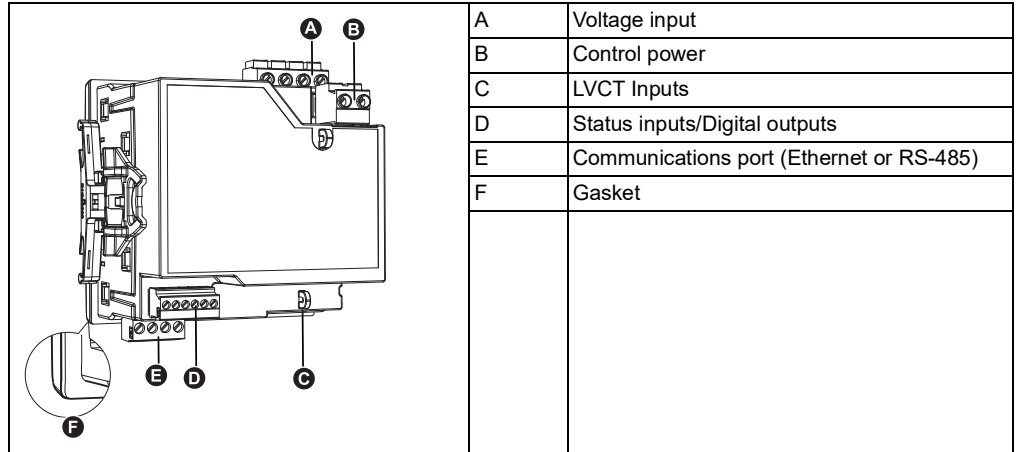 A
B
A Voltage input
B Control power
C LVCT Inputs
D Status inputs/Digital outputs
E Communications port (Ethernet or RS-485)
F Gasket
E
D
C
F